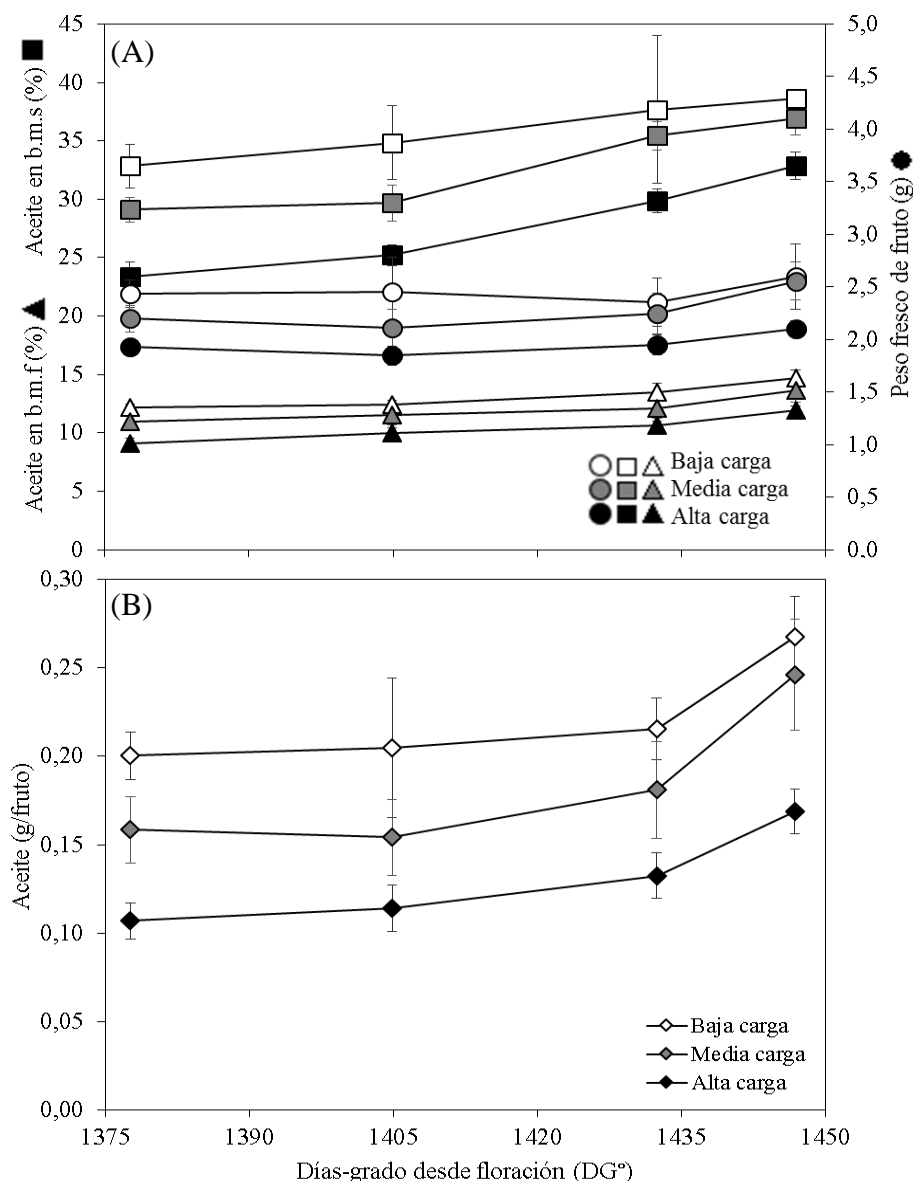 (A)
Aceite en b.m.s (%)
Aceite en b.m.f (%)
45
40
35
30
25
20
15
10
5
0
5,0
4,5
4,0
3,5
3,0
2,5
2,0
1,5
1,0
0,5
0,0
Peso fresco de fruto (g)
Baja carga
Media carga
Alta carga
(B)
Aceite (g/fruto)
0,30
0,25
0,20
0,15
0,10
0,05
0,00
Baja carga
Media carga
Alta carga
1375 1390 1405 1420 1435 1450
Días-grado desde floración (DG°)